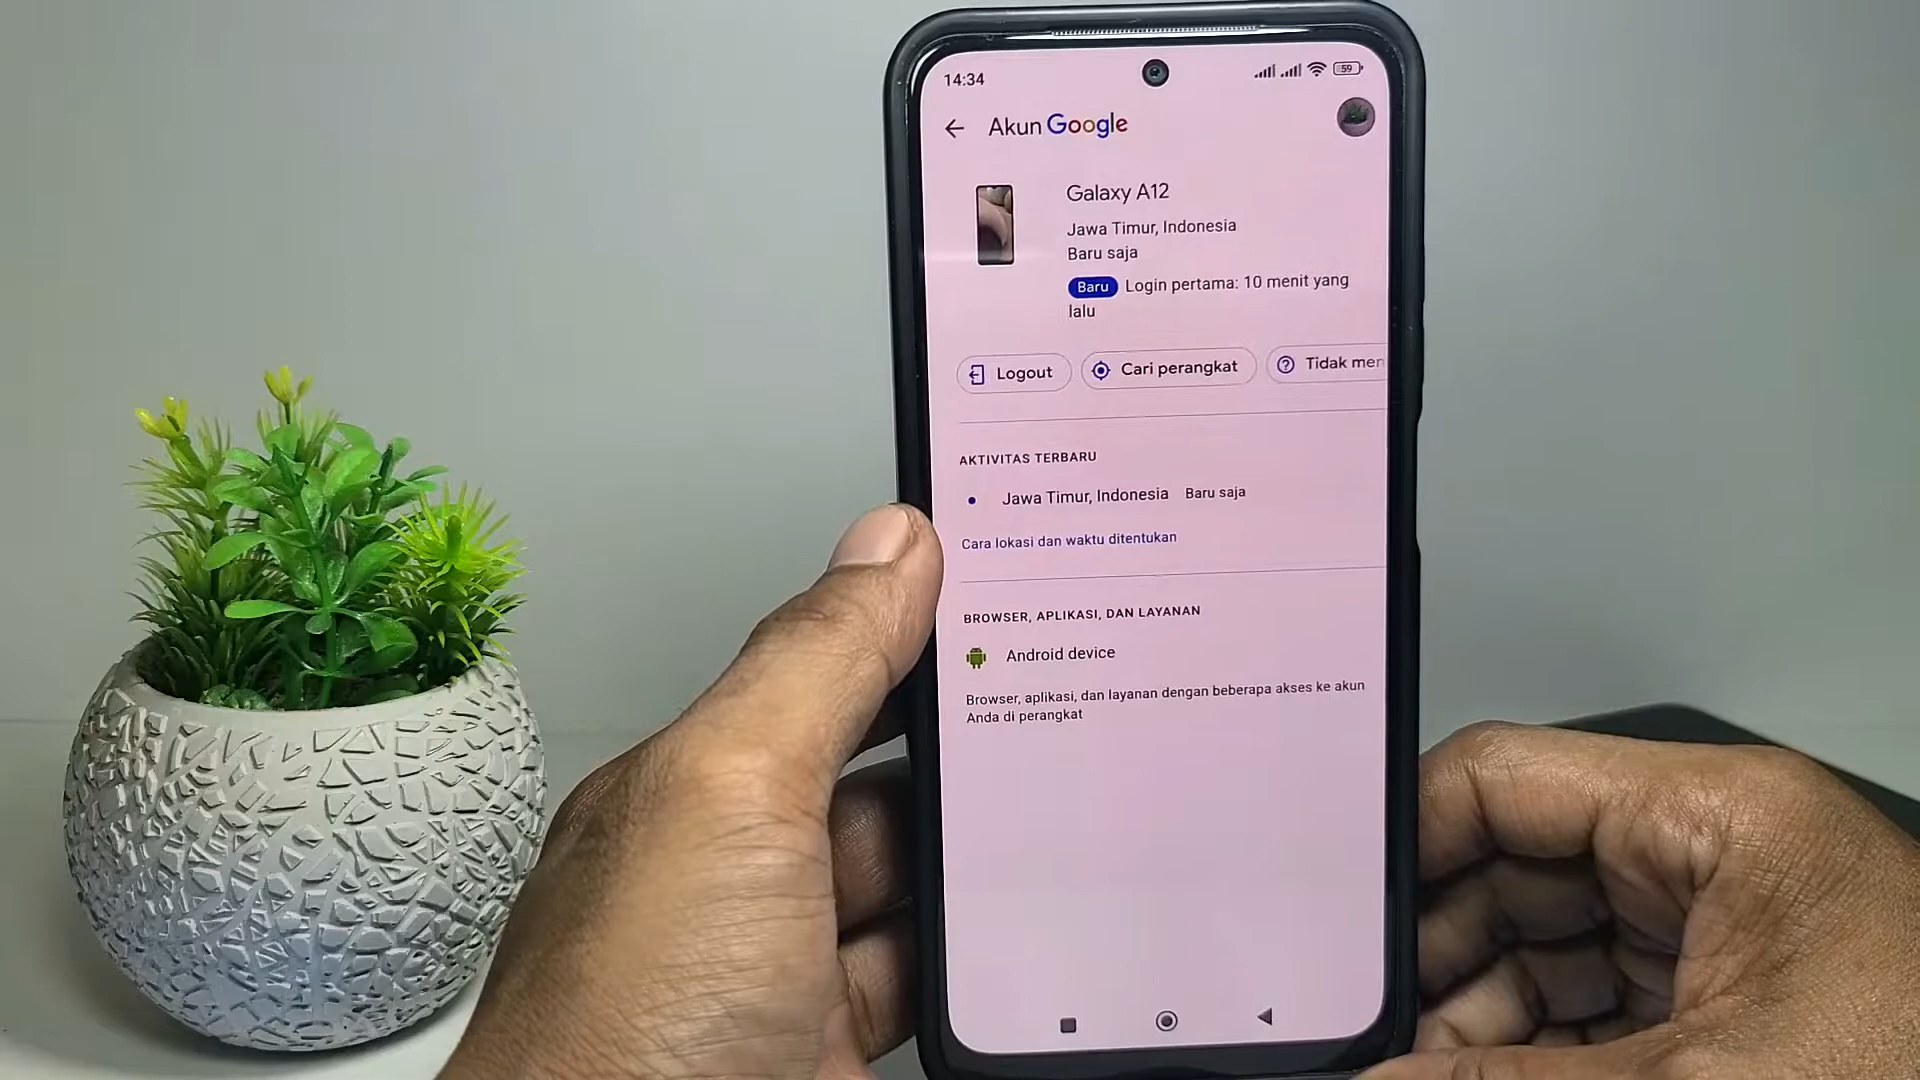 14:34
59
Akun Google
Galaxy A12
Jawa Timur, Indonesia
Baru saja
Baru Login pertama: 10 menit yang
lalu
Logout
Cari perangkat
Tidak men
AKTIVITAS TERBARU
Jawa Timur, Indonesia Baru saja
Cara lokasi dan waktu ditentukan
BROWSER, APLIKASI, DAN LAYANAN
Android device
Browser, aplikasi, dan layanan dengan beberapa akses ke akun
Anda di perangkat